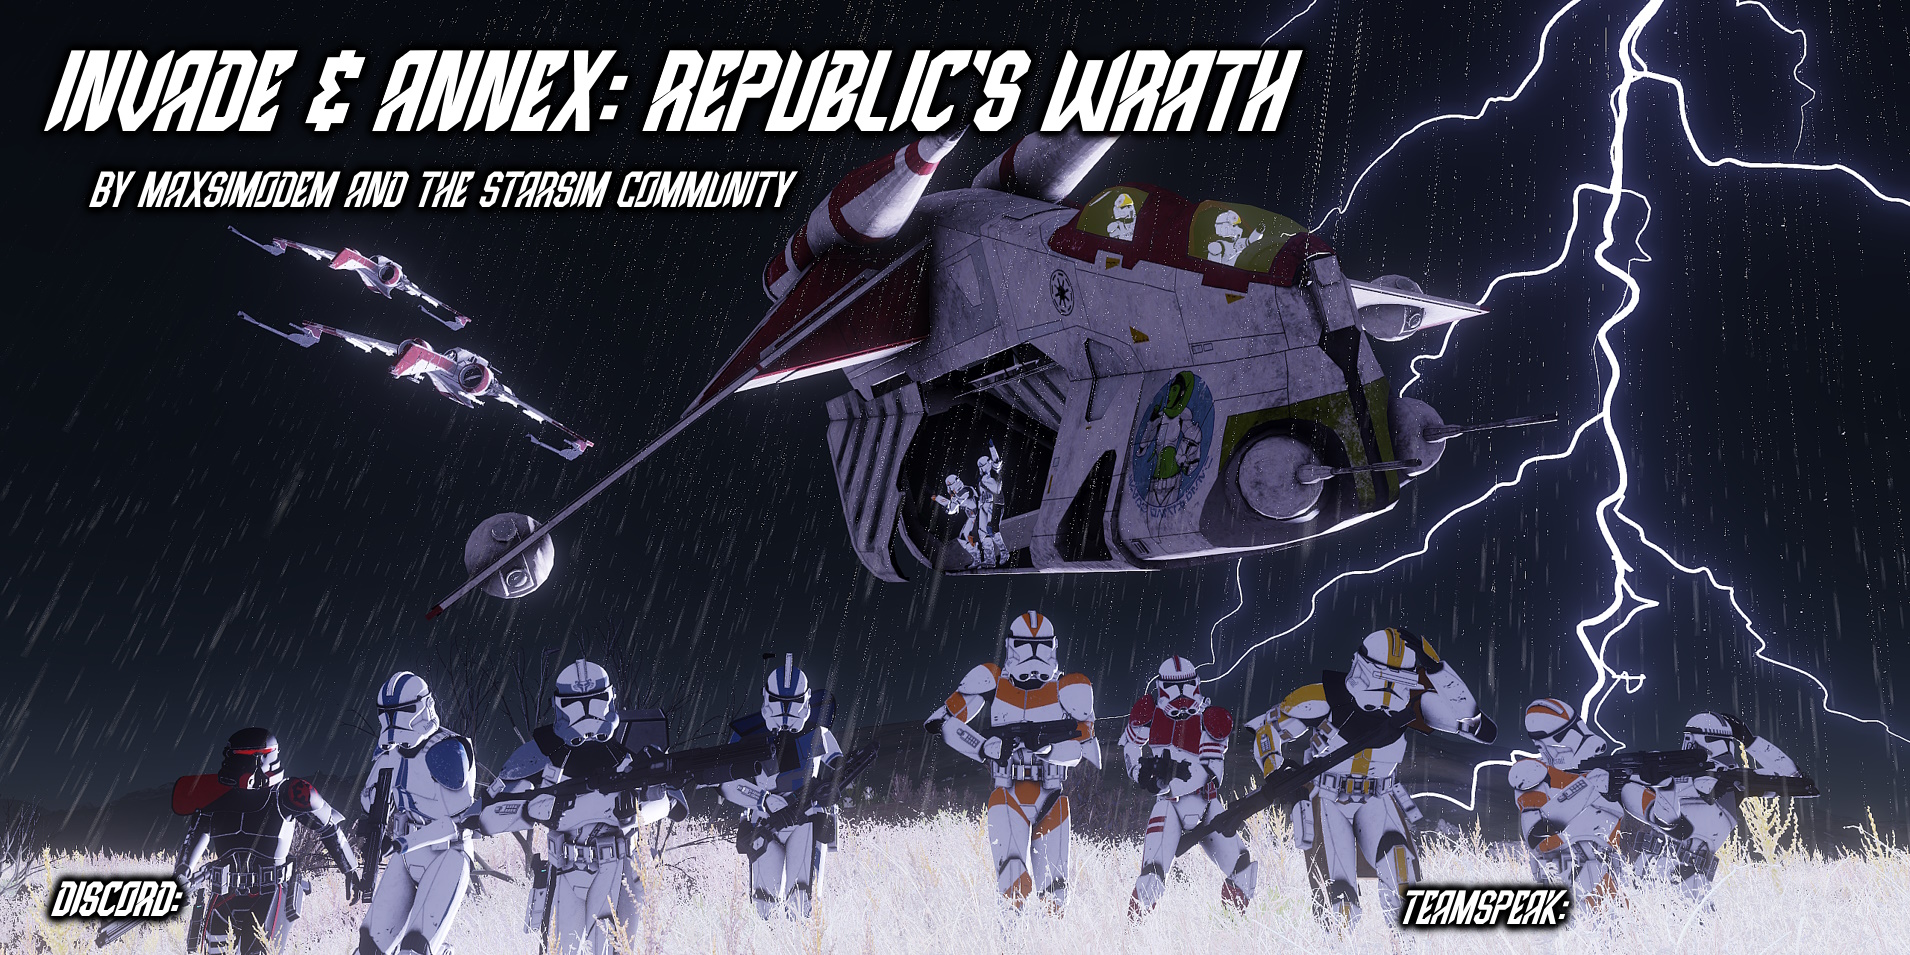 INVADE & ANNEX: REPUBLIC'S WRATH
BY MAXSIMODEM AND THE STARSIM COMMUNITY
DISCORD:
TEAMSPEAK: